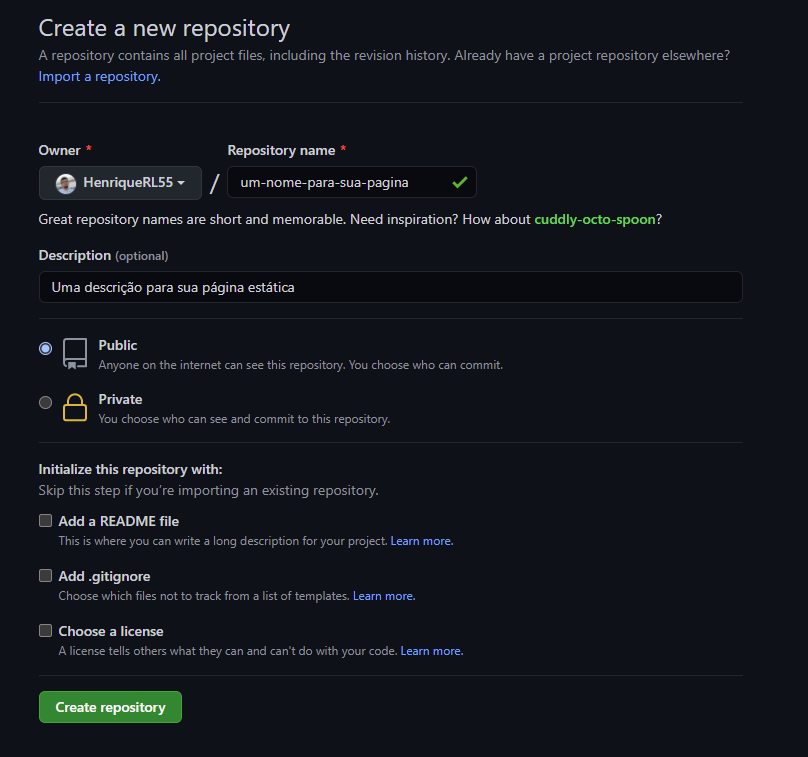 Create a new repository
A repository contains all project files, including the revision history. Already have a project repository elsewhere?
Import a repository.
Owner * Repository name *
HenriqueRL55 / um-nome-para-sua-pagina
Great repository names are short and memorable. Need inspiration? How about cuddly-octo-spoon?
Description (optional)
Uma descrição para sua página estática
Public
Anyone on the internet can see this repository. You choose who can commit.
Private
You choose who can see and commit to this repository.
Initialize this repository with:
Skip this step if you're importing an existing repository.
Add a README file
This is where you can write a long description for your project. Learn more.
Add .gitignore
Choose which files not to track from a list of templates. Learn more.
Choose a license
A license tells others what they can and can't do with your code. Learn more.
Create repository